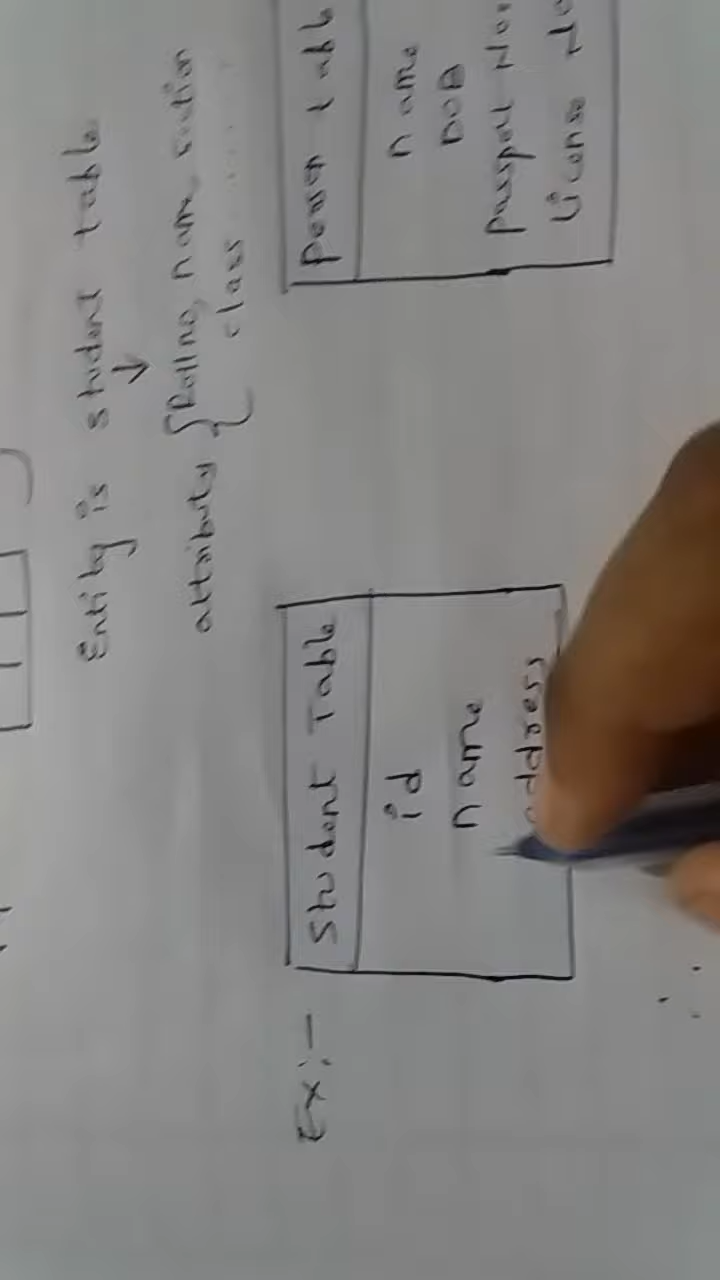 Entity is student table
↓
attributy { Rollno, name, section
class .....
Ex:-
Student Table
id
name
address
person table
name
DOB
passport No
License No